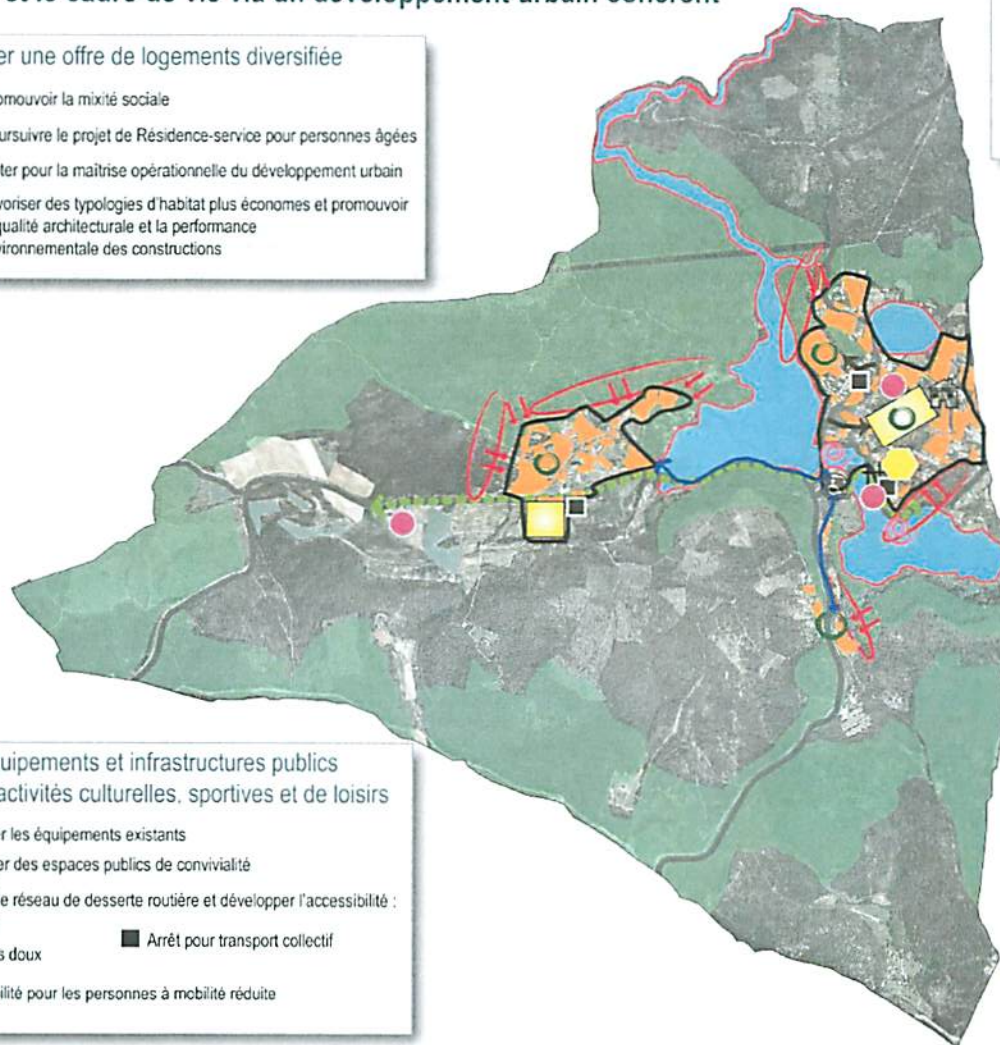 et le cadre de vie via un développement urbain cohérent
er une offre de logements diversifiée
omouvoir la mixité sociale
ursuivre le projet de Résidence-service pour personnes âgées
ter pour la maîtrise opérationnelle du développement urbain
voriser des typologies d'habitat plus économes et promouvoir
qualité architecturale et la performance
vironnementale des constructions
uipements et infrastructures publics
activités culturelles, sportives et de loisirs
er les équipements existants
er des espaces publics de convivialité
e réseau de desserte routière et développer l'accessibilité :
Arrêt pour transport collectif
s doux
ilité pour les personnes à mobilité réduite